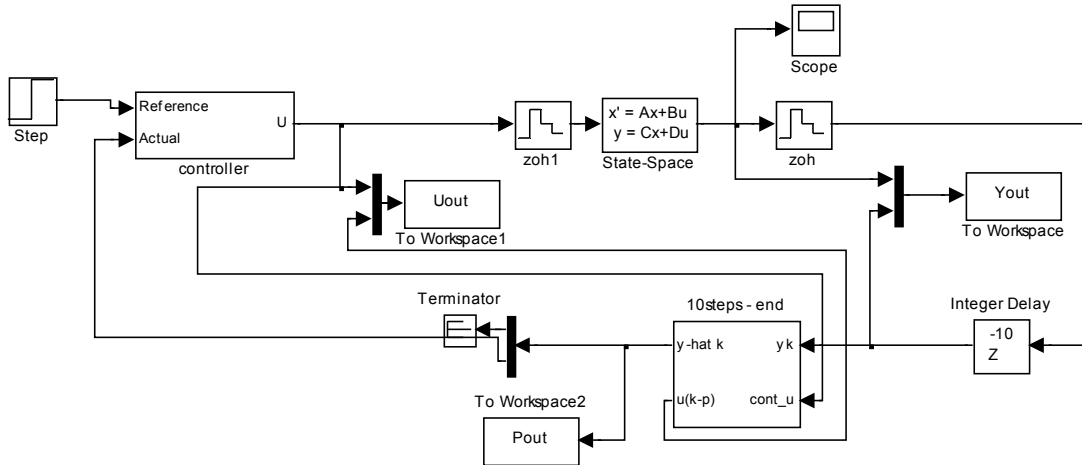 Scope
Step
Reference
Actual
U
controller
zoh1
x' = Ax+Bu
y = Cx+Du
State-Space
zoh
Uout
To Workspace1
Yout
To Workspace
Terminator
10steps - end
y-hat k
yk
u(k-p)
cont_u
Integer Delay
-10
Z
To Workspace2
Pout